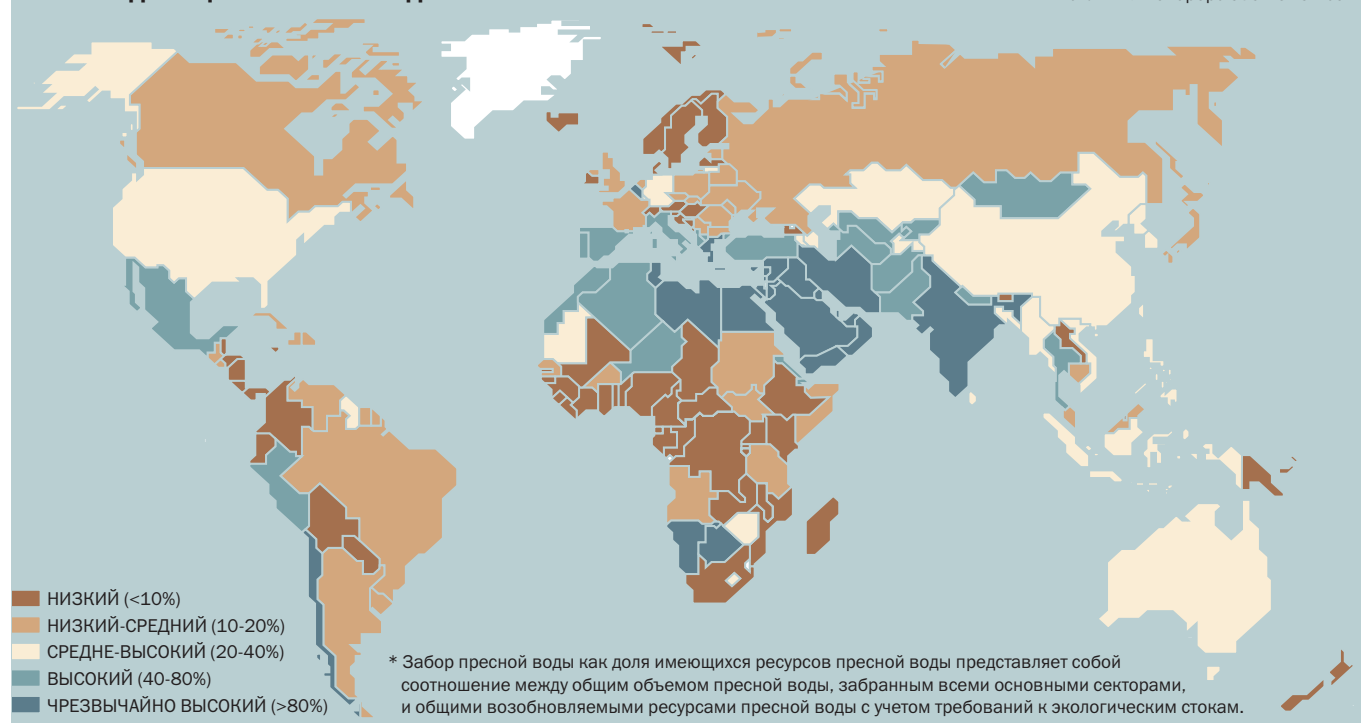 НИЗКИЙ (<10%)
НИЗКИЙ-СРЕДНИЙ (10-20%)
СРЕДНЕ-ВЫСОКИЙ (20-40%)
ВЫСОКИЙ (40-80%)
ЧРЕЗВЫЧАЙНО ВЫСОКИЙ (>80%)
* Забор пресной воды как доля имеющихся ресурсов пресной воды представляет собой
соотношение между общим объемом пресной воды, забранным всеми основными секторами,
и общими возобновляемыми ресурсами пресной воды с учетом требований к экологическим стокам.